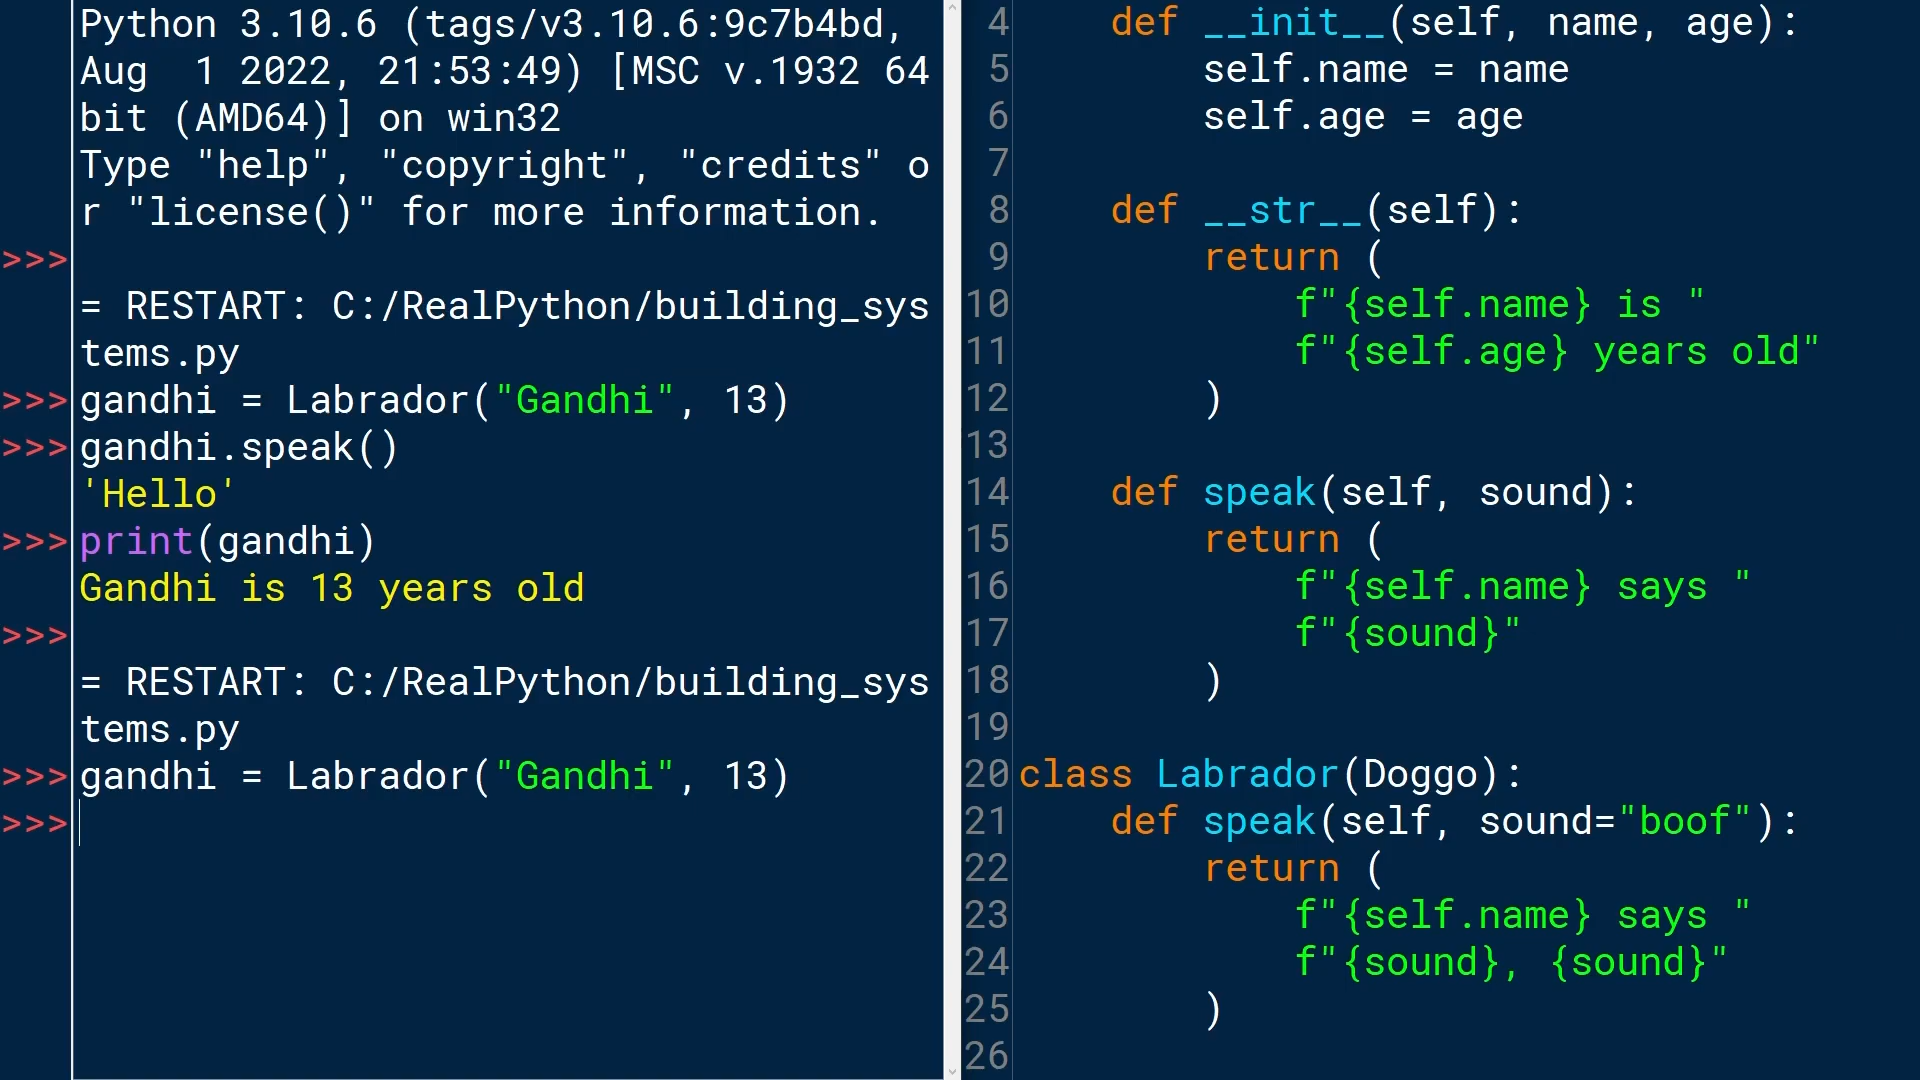 Python 3.10.6 (tags/v3.10.6:9c7b4bd,
Aug  1 2022, 21:53:49) [MSC v.1932 64
bit (AMD64)] on win32
Type "help", "copyright", "credits" o
r "license()" for more information.
>>>
= RESTART: C:/RealPython/building_sys
tems.py
>>> gandhi = Labrador("Gandhi", 13)
>>> gandhi.speak()
'Hello'
>>> print(gandhi)
Gandhi is 13 years old
>>>
= RESTART: C:/RealPython/building_sys
tems.py
>>> gandhi = Labrador("Gandhi", 13)
>>>
4     def __init__(self, name, age):
5         self.name = name
6         self.age = age
7
8     def __str__(self):
9         return (
10             f"{self.name} is "
11             f"{self.age} years old"
12         )
13
14     def speak(self, sound):
15         return (
16             f"{self.name} says "
17             f"{sound}"
18         )
19
20 class Labrador(Doggo):
21     def speak(self, sound="boof"):
22         return (
23             f"{self.name} says "
24             f"{sound}, {sound}"
25         )
26